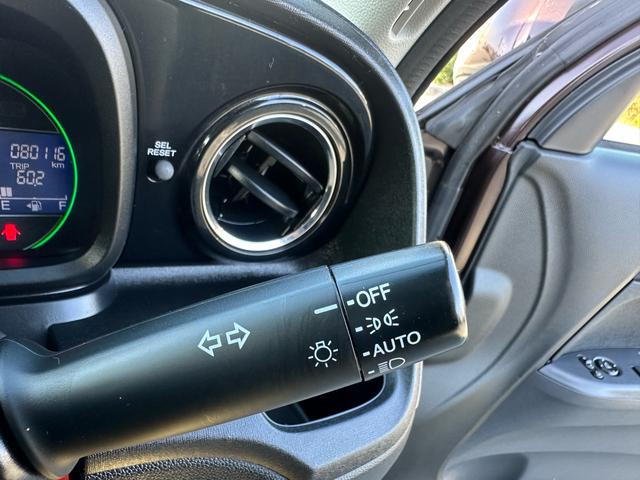 SEL
RESET
080116
km
TRIP
60.2
E F
OFF
AUTO